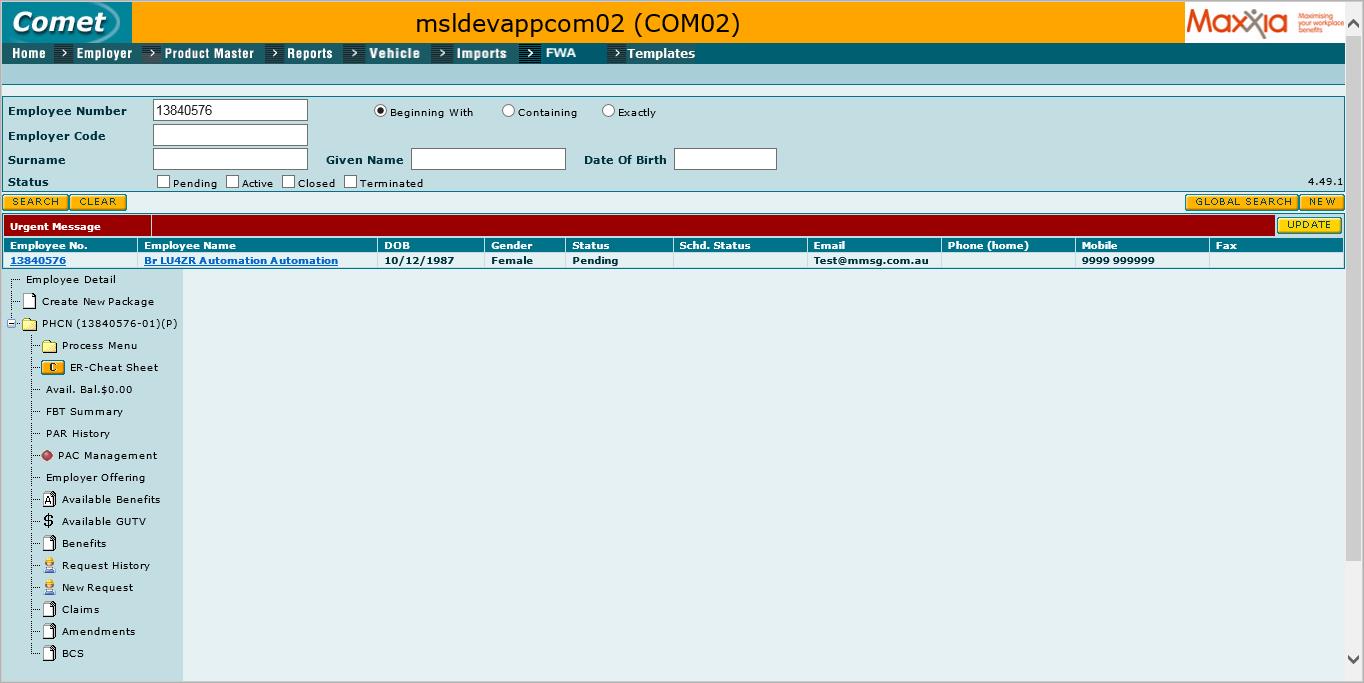 Comet
msldevappcom02 (COM02)
Maxxia Maximising your workplace benefits
Home > Employer > Product Master > Reports > Vehicle > Imports > FWA > Templates
Employee Number 13840576 Beginning With Containing Exactly
Employer Code
Surname Given Name Date Of Birth
Status Pending Active Closed Terminated 4.49.1
SEARCH CLEAR GLOBAL SEARCH NEW
Urgent Message UPDATE
Employee No. Employee Name DOB Gender Status Schd. Status Email Phone (home) Mobile Fax
13840576 Br LU4ZR Automation Automation 10/12/1987 Female Pending Test@mmsg.com.au 9999 999999
Employee Detail
Create New Package
PHCN (13840576-01)(P)
Process Menu
C ER-Cheat Sheet
Avail. Bal.$0.00
FBT Summary
PAR History
PAC Management
Employer Offering
A Available Benefits
$ Available GUTV
Benefits
Request History
New Request
Claims
Amendments
BCS